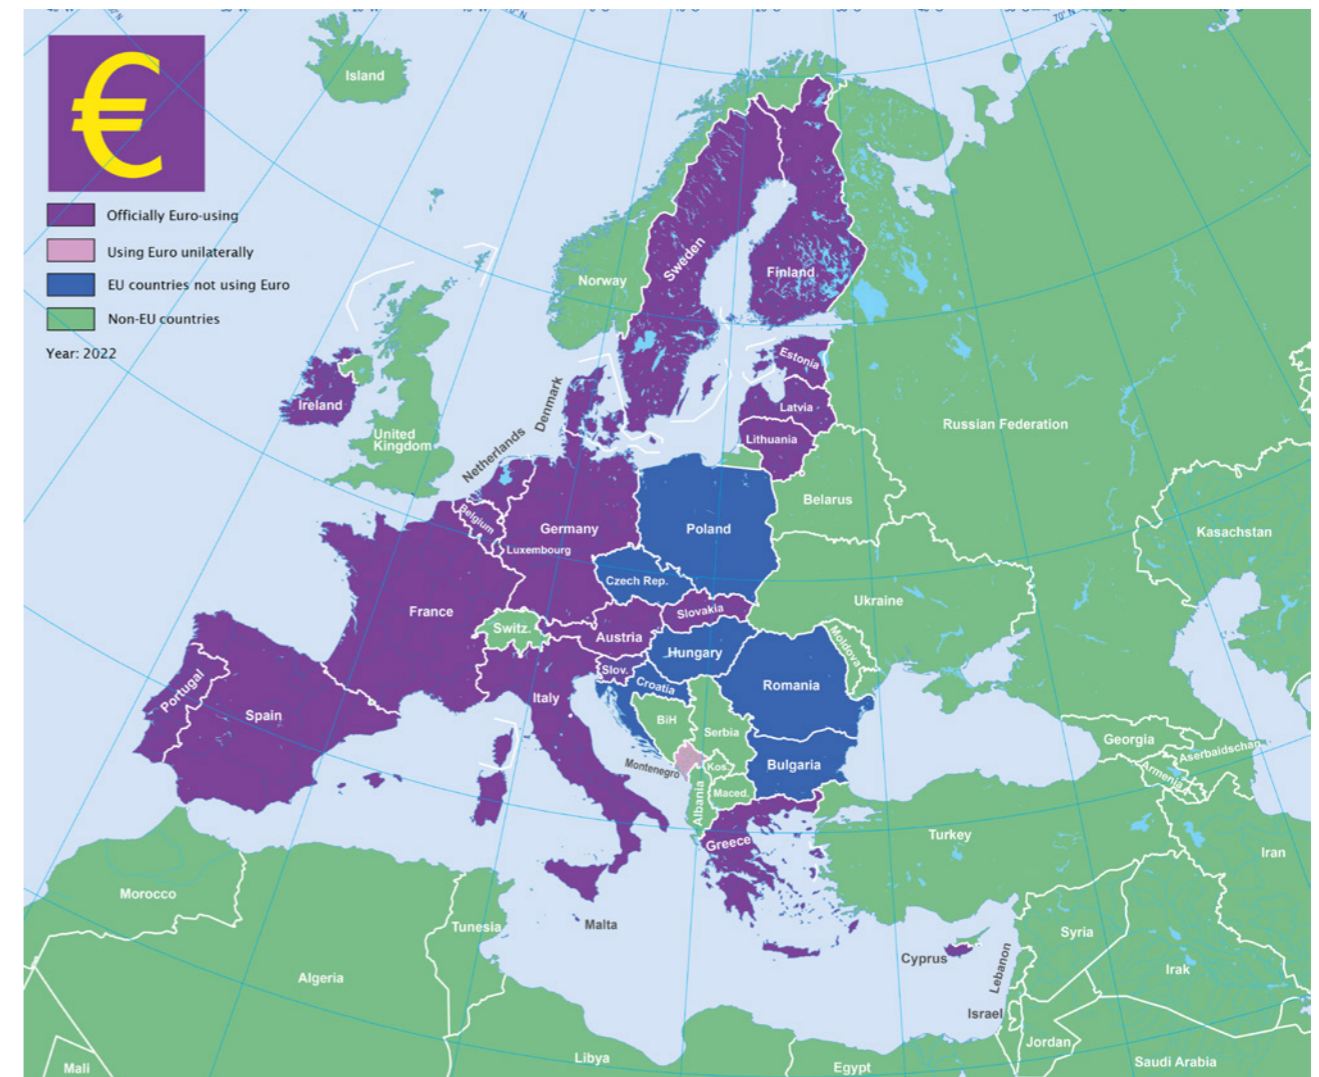 €
Officially Euro-using
Using Euro unilaterally
EU countries not using Euro
Non-EU countries
Year: 2022
Island
Norway
Sweden
Finland
Estonia
Latvia
Lithuania
Denmark
Netherlands
Ireland
United
Kingdom
Belgium
Luxembourg
Germany
Poland
Belarus
Russian Federation
Kasachstan
Czech Rep.
Slovakia
Ukraine
France
Switz.
Austria
Hungary
Moldova
Slov.
Croatia
Romania
Italy
Portugal
Spain
BiH
Serbia
Montenegro
Kos.
Bulgaria
Albania
Maced.
Georgia
Armenia
Aserbaidschan
Greece
Turkey
Iran
Morocco
Tunesia
Malta
Algeria
Cyprus
Lebanon
Syria
Irak
Israel
Jordan
Libya
Egypt
Saudi Arabia
Mali